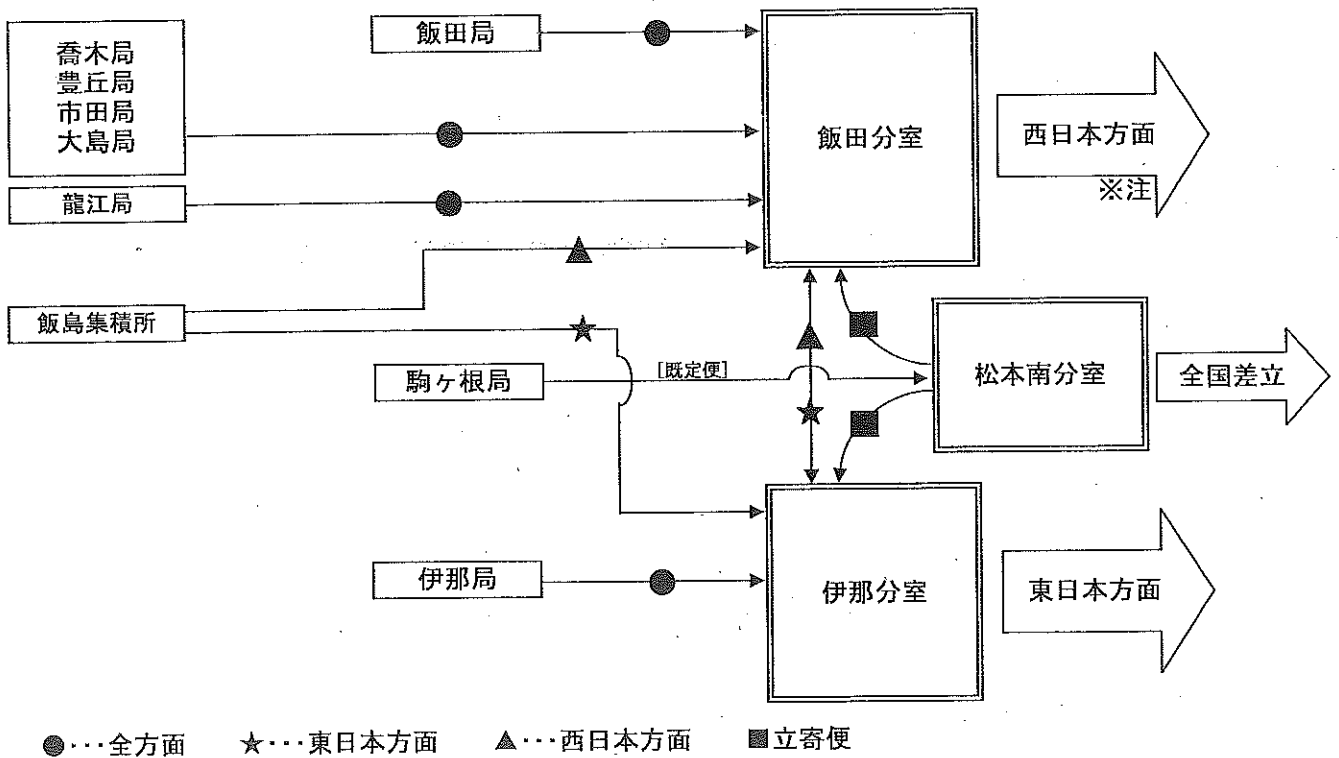 喬木局
豊丘局
市田局
大島局
飯田局
飯田分室
西日本方面
※注
龍江局
飯島集積所
駒ヶ根局
[既定便]
松本南分室
全国差立
伊那局
伊那分室
東日本方面
●･･･全方面 ★･･･東日本方面 ▲･･･西日本方面 ■立寄便